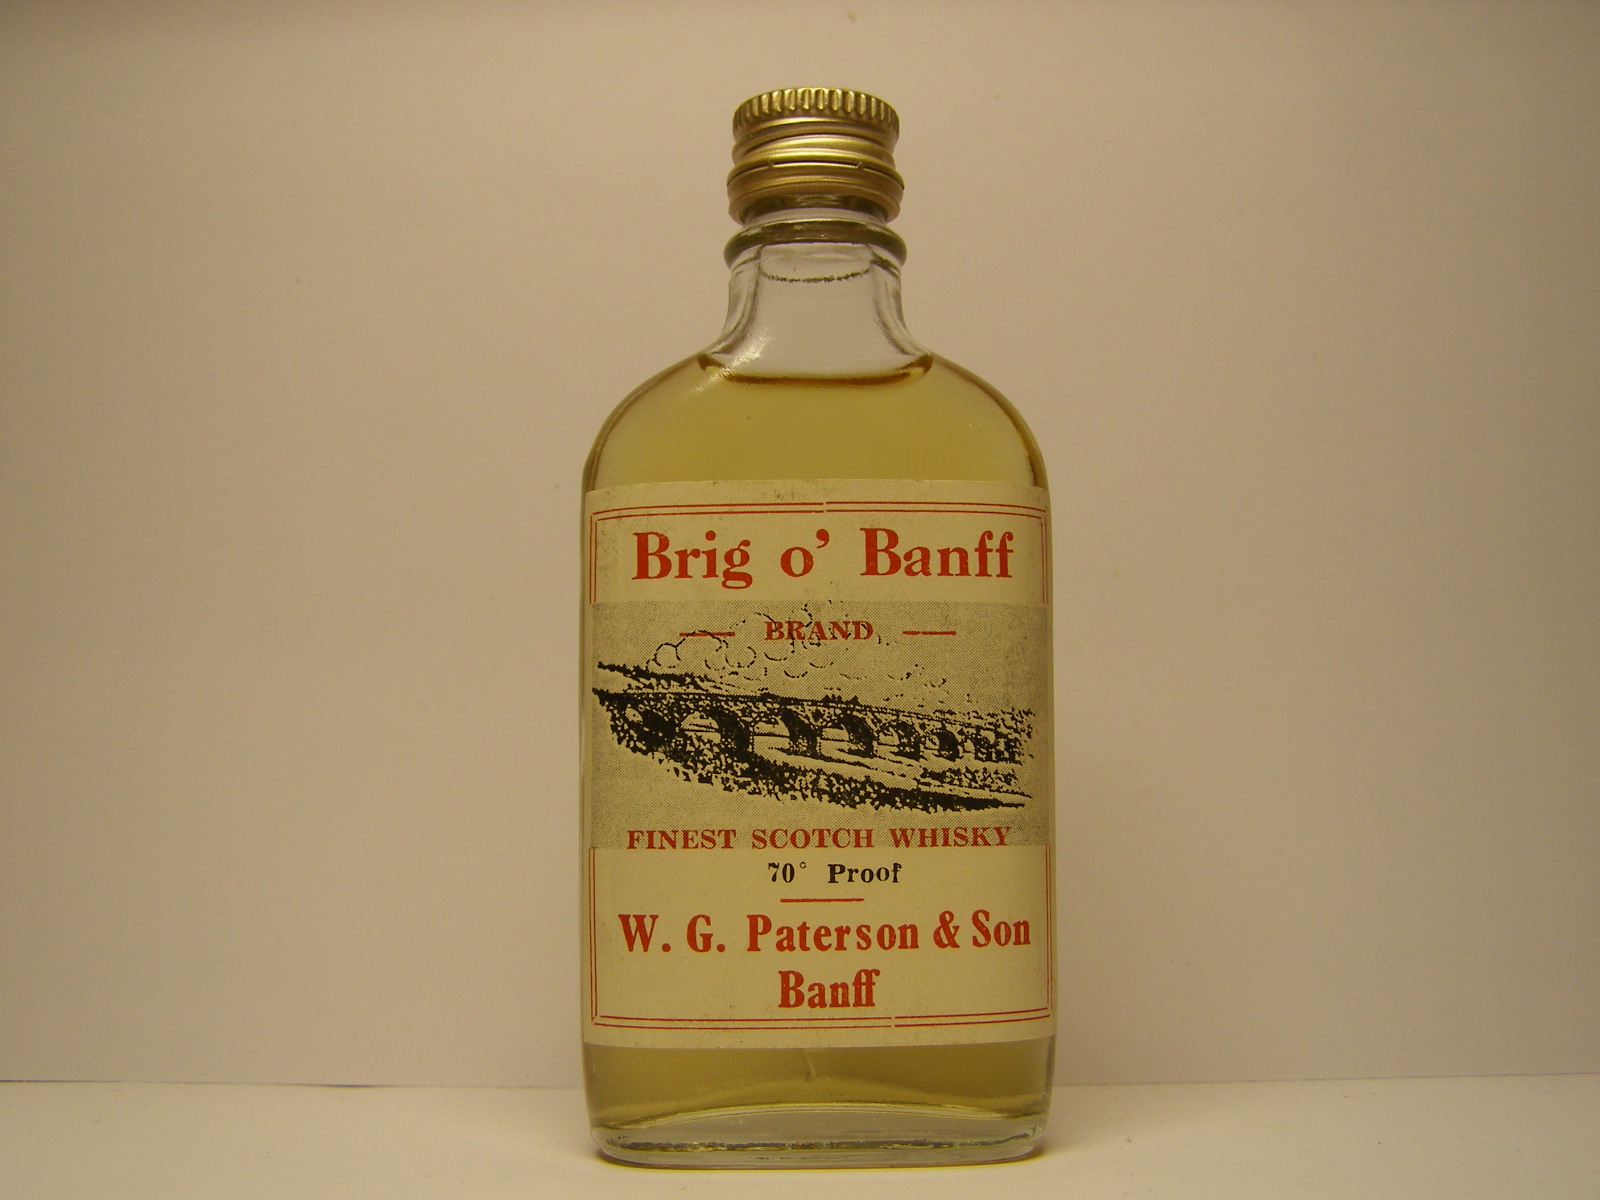 Brig o' Banff
BRAND
FINEST SCOTCH WHISKY
70° Proof
W. G. Paterson & Son
Banff